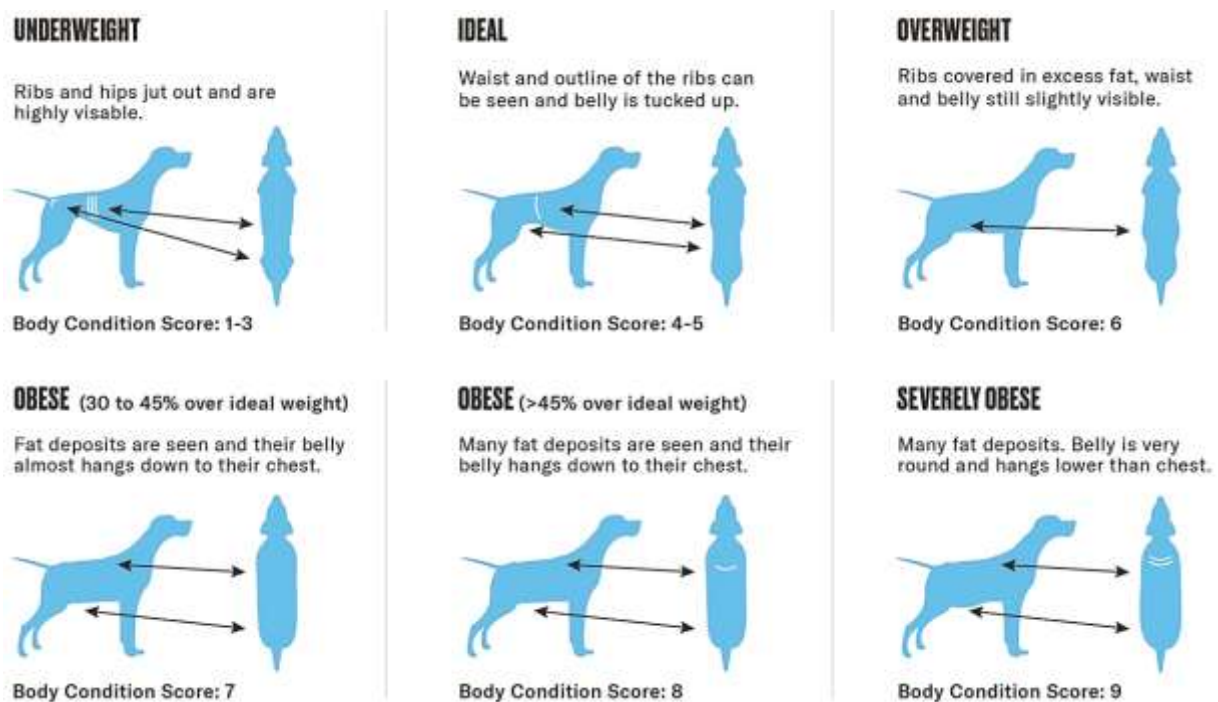 UNDERWEIGHT
Ribs and hips jut out and are
highly visable.
Body Condition Score: 1-3
IDEAL
Waist and outline of the ribs can
be seen and belly is tucked up.
Body Condition Score: 4-5
OVERWEIGHT
Ribs covered in excess fat, waist
and belly still slightly visible.
Body Condition Score: 6
OBESE (30 to 45% over ideal weight)
Fat deposits are seen and their belly
almost hangs down to their chest.
Body Condition Score: 7
OBESE (>45% over ideal weight)
Many fat deposits are seen and their
belly hangs down to their chest.
Body Condition Score: 8
SEVERELY OBESE
Many fat deposits. Belly is very
round and hangs lower than chest.
Body Condition Score: 9